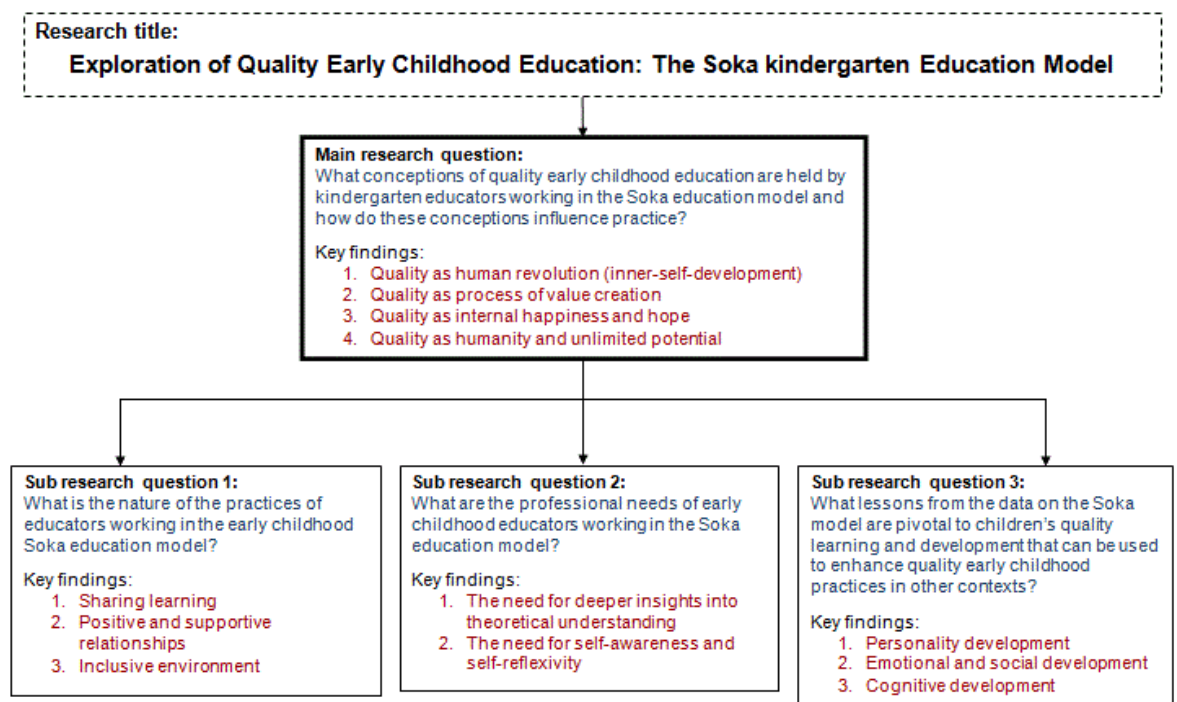 Research title:
Exploration of Quality Early Childhood Education: The Soka kindergarten Education Model
Main research question:
What conceptions of quality early childhood education are held by
kindergarten educators working in the Soka education model and
how do these conceptions influence practice?
Key findings:
1. Quality as human revolution (inner-self-development)
2. Quality as process of value creation
3. Quality as internal happiness and hope
4. Quality as humanity and unlimited potential
Sub research question 1:
What is the nature of the practices of
educators working in the early childhood
Soka education model?
Key findings:
1. Sharing learning
2. Positive and supportive
relationships
3. Inclusive environment
Sub research question 2:
What are the professional needs of early
childhood educators working in the Soka
education model?
Key findings:
1. The need for deeper insights into
theoretical understanding
2. The need for self-awareness and
self-reflexivity
Sub research question 3:
What lessons from the data on the Soka
model are pivotal to children's quality
learning and development that can be used
to enhance quality early childhood
practices in other contexts?
Key findings:
1. Personality development
2. Emotional and social development
3. Cognitive development